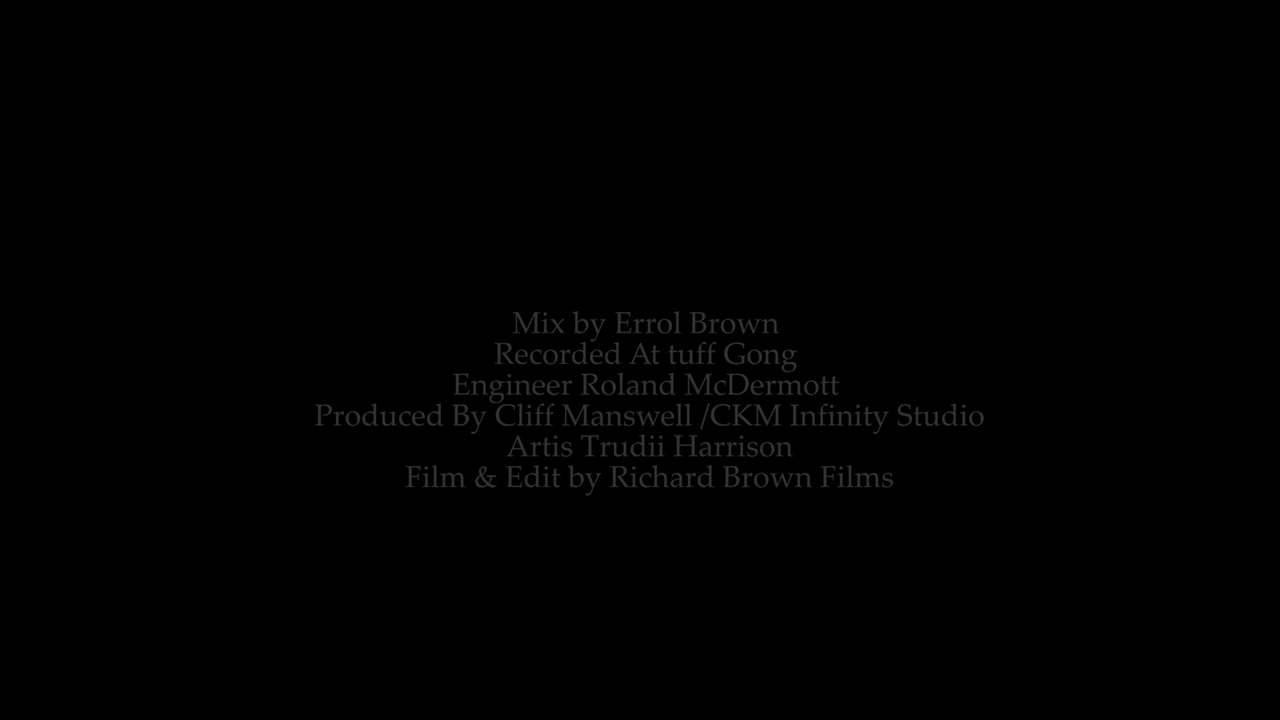 Mix by Errol Brown
Recorded At tuff Gong
Engineer Roland McDermott
Produced By Cliff Manswell /CKM Infinity Studio
Artis Trudii Harrison
Film & Edit by Richard Brown Films